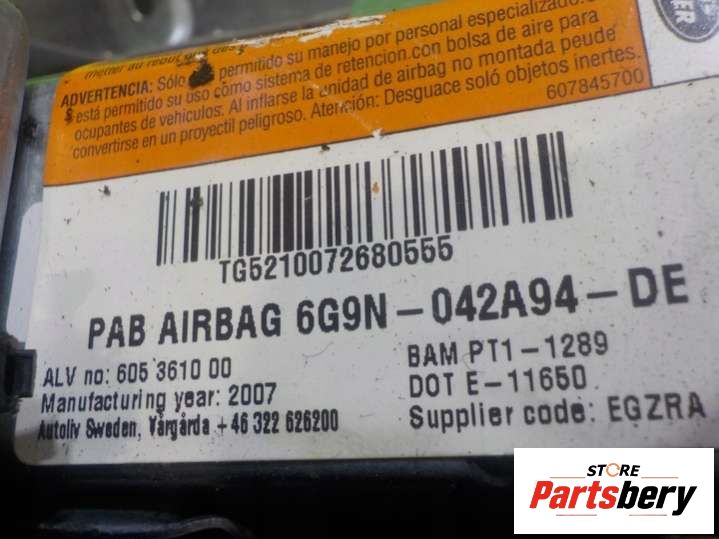 ADVERTENCIA: Sólo permitido su manejo por personal especializado. Sólo
está permitido su uso como sistema de retencion.con bolsa de aire para
ocupantes de vehiculos. Al inflarse la unidad de airbag no montada peude
convertirse en un proyectil peligroso. Atención: Desguace soló objetos inertes.
607845700
TG5210072680555
PAB AIRBAG 6G9N-042A94-DE
ALV no: 605 3610 00
BAM PT1-1289
Manufacturing year: 2007
DOT E-11650
Autoliv Sweden, Vårgårda +46 322 626200
Supplier code: EGZRA
STORE
Partsbery